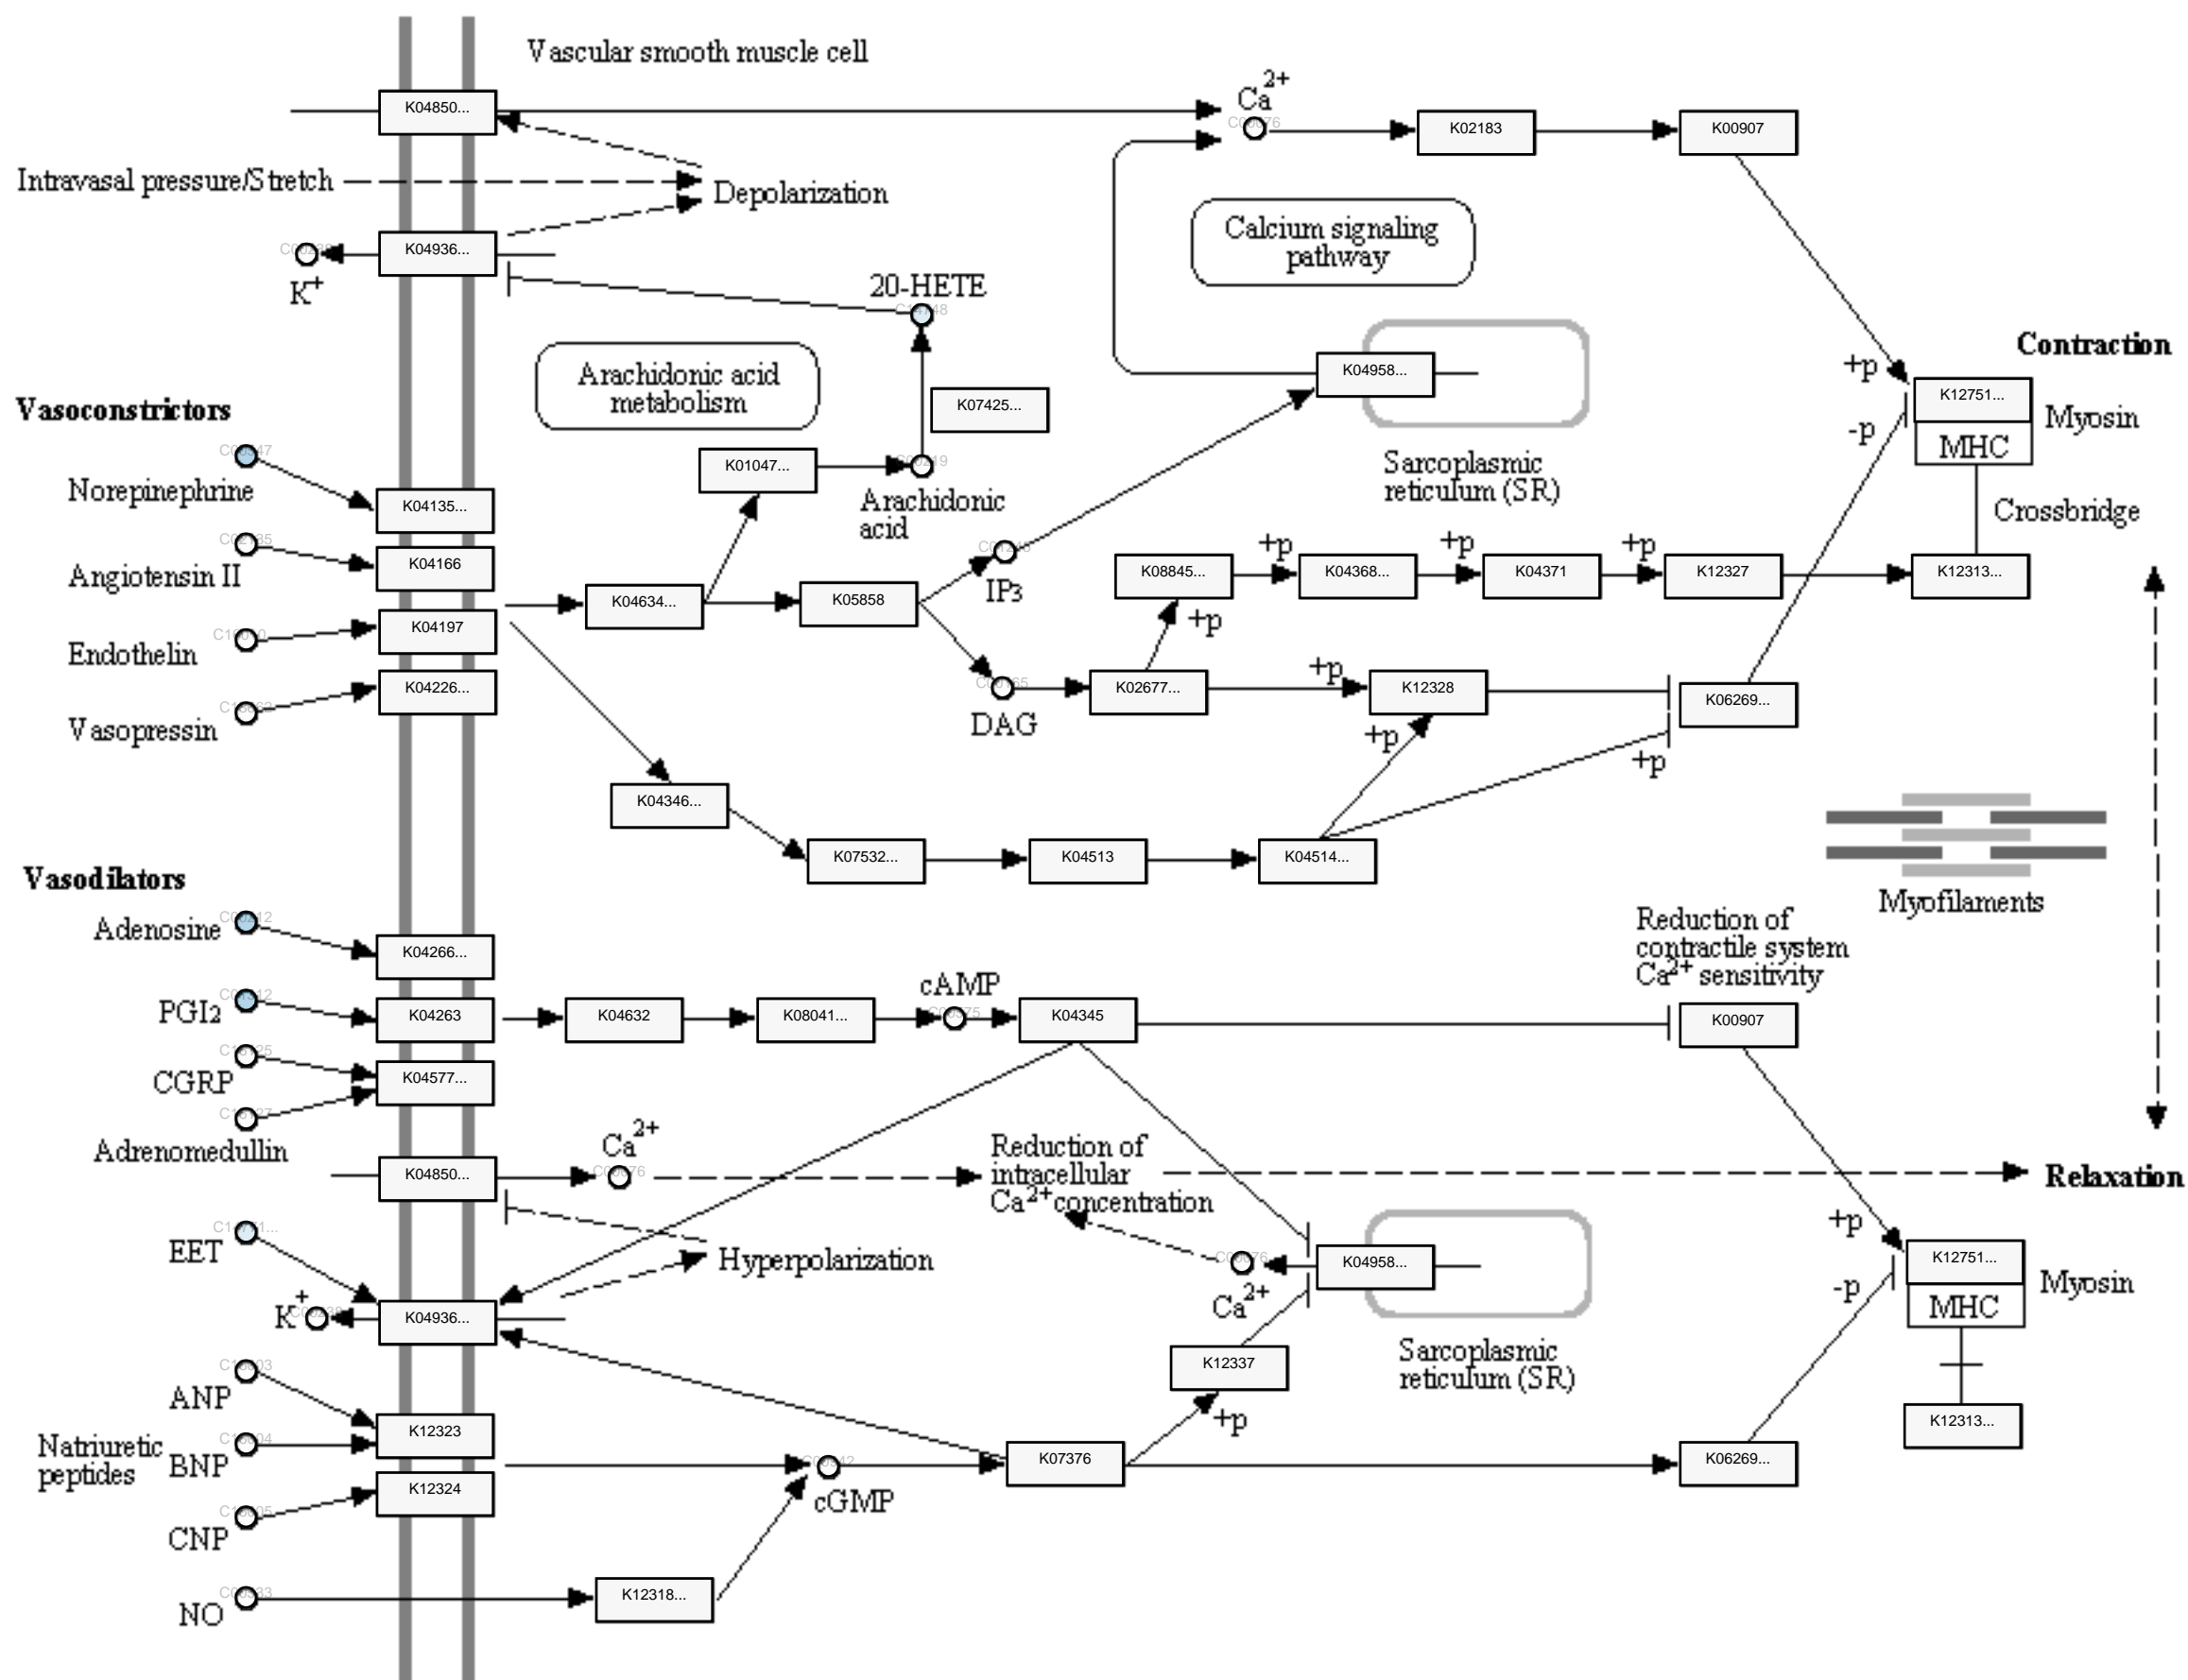 Vascular smooth muscle cell
K04850...
Ca2+
K02183
K00907
Intravasal pressure/Stretch
Depolarization
K04936...
K+
Calcium signaling
pathway
20-HETE
Arachidonic acid
metabolism
K07425...
K04958...
Contraction
+p
K12751...
Myosin
-p
MHC
Vasoconstrictors
Norepinephrine
K01047...
Arachidonic
acid
Sarcoplasmic
reticulum (SR)
Crossbridge
K04135...
Angiotensin II
K04166
Endothelin
K04197
Vasopressin
K04226...
K04634...
K05858
IP3
DAG
K08845...
+p
K04368...
+p
K04371
+p
K12327
K12313...
+p
K02677...
+p
K12328
K06269...
+p
+p
K04346...
K07532...
K04513
K04514...
Myofilaments
Vasodilators
Adenosine
K04266...
Reduction of
contractile system
Ca2+ sensitivity
PGI2
K04263
K04632
K08041...
cAMP
K04345
K00907
CGRP
K04577...
Adrenomedullin
K04850...
Ca2+
Reduction of
intracellular
Ca2+ concentration
Relaxation
EET
Hyperpolarization
K+
K04936...
Ca2+
K04958...
Sarcoplasmic
reticulum (SR)
+p
K12751...
Myosin
-p
MHC
K12313...
ANP
K12323
Natriuretic
peptides
BNP
K12324
CNP
cGMP
K07376
+p
K12337
K06269...
NO
K12318...